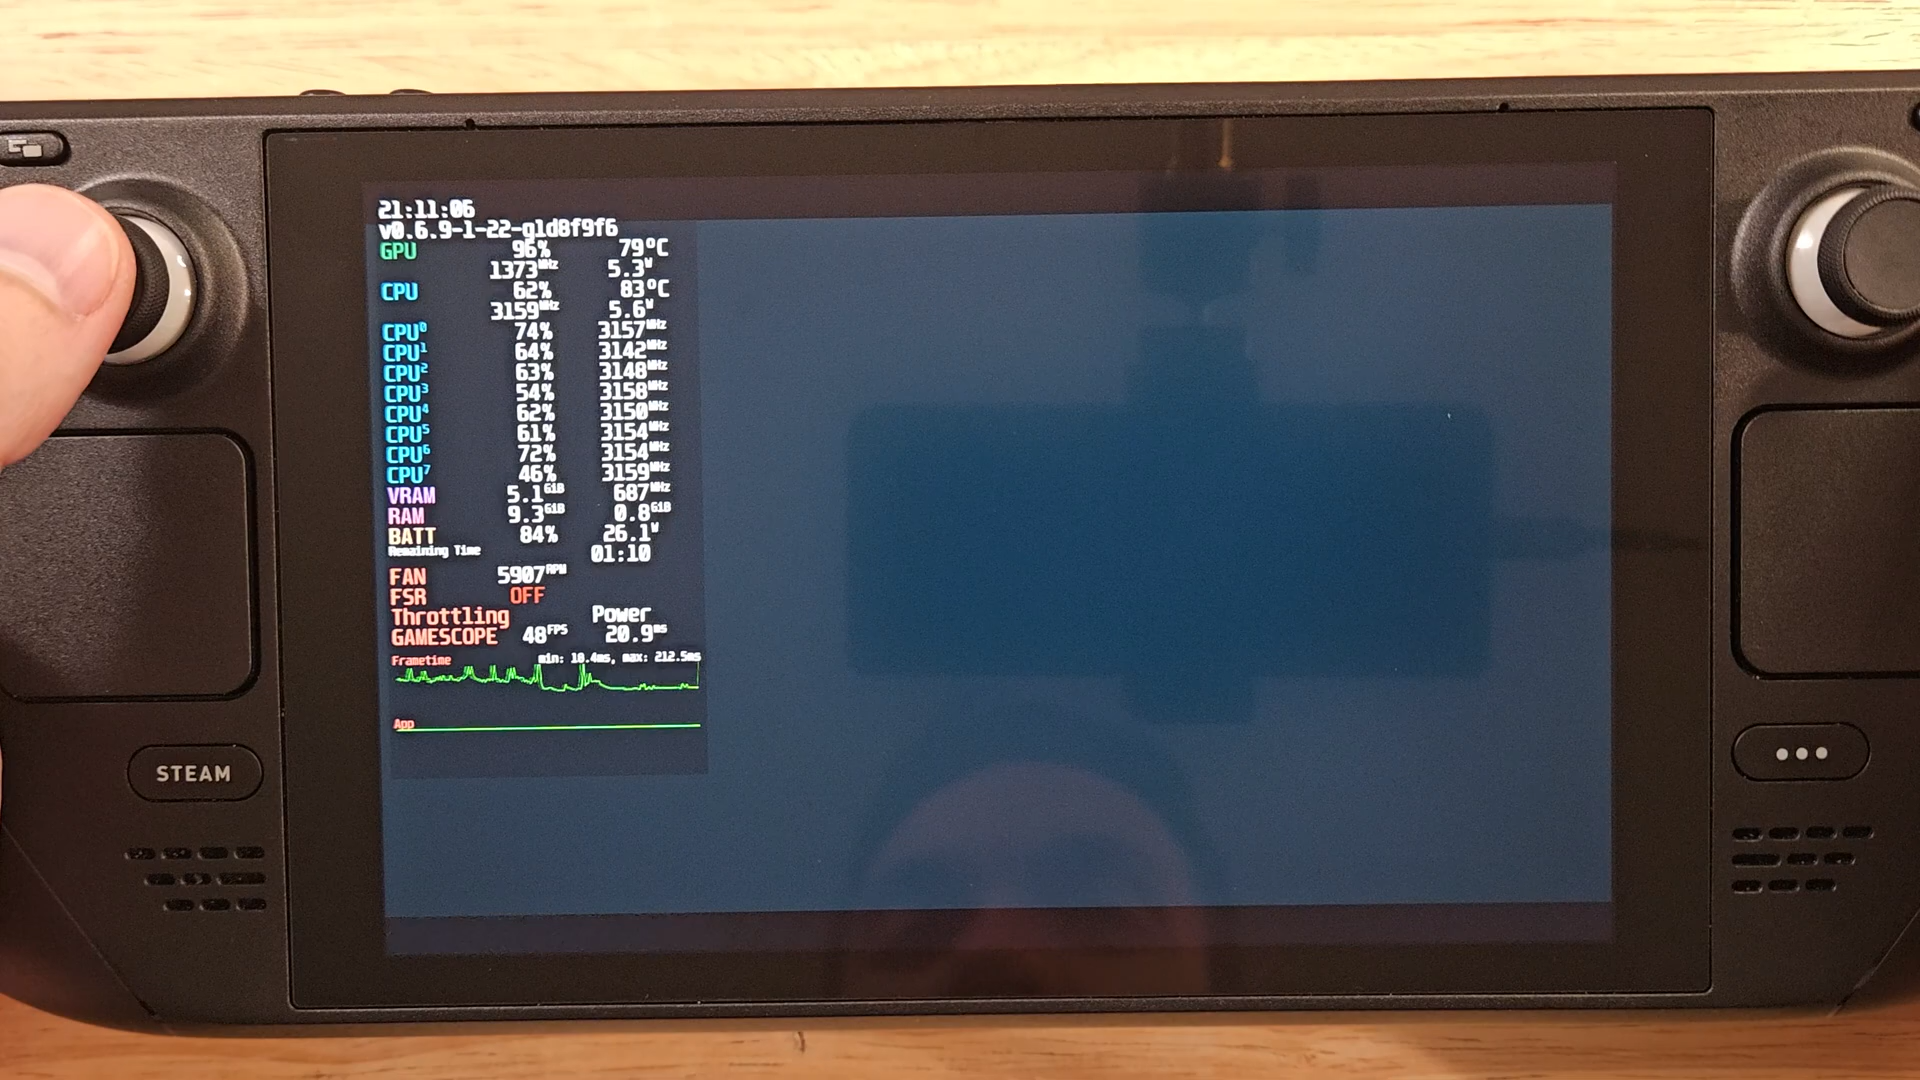 21:11:06
v0.6.9-1-22-g1d8f9f6
GPU 96% 79°C
1373MHz 5.3W
CPU 62% 83°C
3159MHz 5.6W
CPU0 74% 3157MHz
CPU1 64% 3142MHz
CPU2 63% 3148MHz
CPU3 54% 3158MHz
CPU4 62% 3150MHz
CPU5 61% 3154MHz
CPU6 72% 3154MHz
CPU7 46% 3159MHz
VRAM 5.1GiB 687MHz
RAM 9.3GiB 0.8GiB
BATT 84% 26.1W
Remaining Time 01:10
FAN 5907RPM
FSR OFF
Throttling Power
GAMESCOPE 48FPS 20.9ms
Frametime min: 10.4ms, max: 212.5ms
App
STEAM